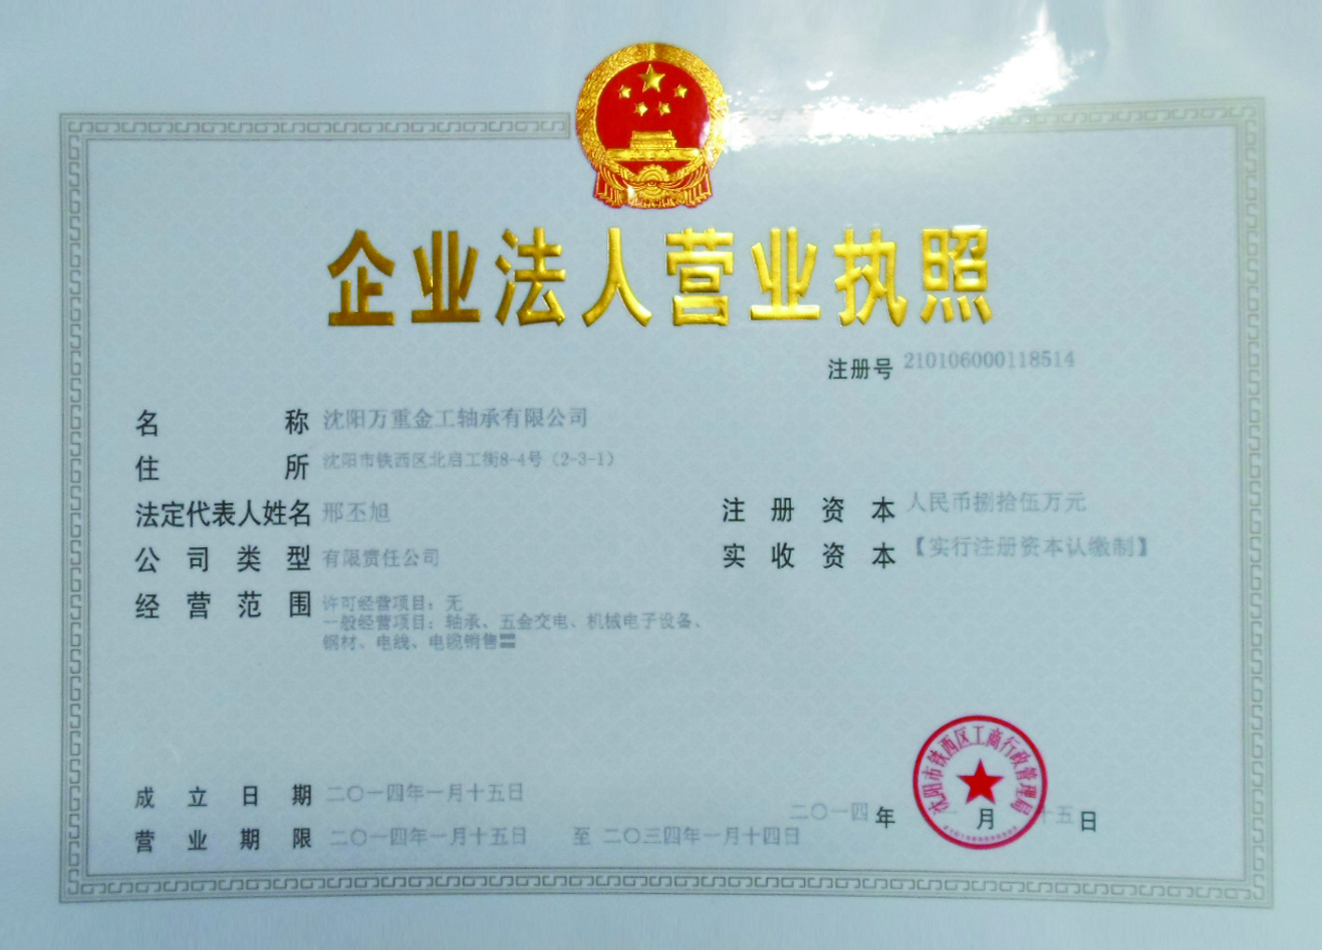 企业法人营业执照
注册号 210106000118514
名称 沈阳万重金工轴承有限公司
住所 沈阳市铁西区北启工街8-4号（2-3-1）
法定代表人姓名 邢丕旭
注册资本 人民币捌拾伍万元
公司类型 有限责任公司
实收资本 【实行注册资本认缴制】
经营范围 许可经营项目：无
一般经营项目：轴承、五金交电、机械电子设备、
钢材、电线、电缆销售
成立日期 二〇一四年一月十五日
二〇一四年一月十五日
营业期限 二〇一四年一月十五日 至 二〇三四年一月十四日
沈阳市铁西区工商行政管理局